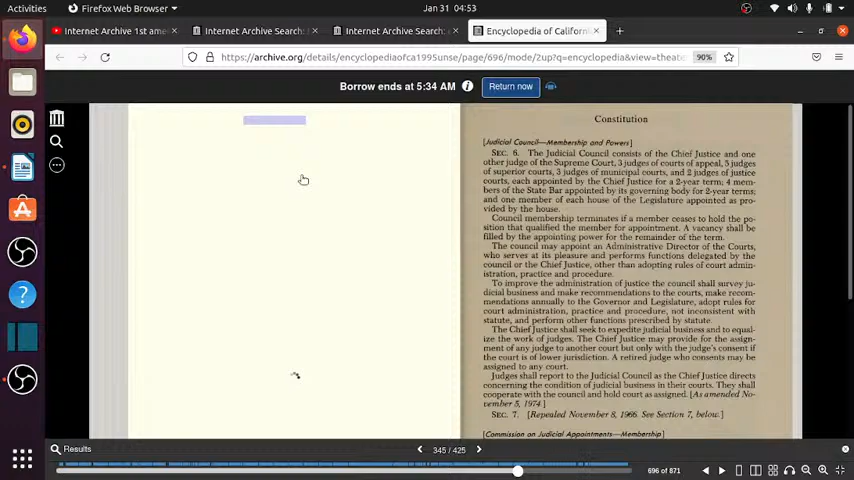 Activities
Firefox Web Browser
Jan 31 04:53
Internet Archive 1st ame
Internet Archive Search:
Internet Archive Search:
Encyclopedia of Californi
https://archive.org/details/encyclopediaofca1995unse/page/696/mode/2up?q=encyclopedia&view=theate
90%
Borrow ends at 5:34 AM
Return now
Constitution
[Judicial Council—Membership and Powers]
SEC. 6. The Judicial Council consists of the Chief Justice and one
other judge of the Supreme Court, 3 judges of courts of appeal, 5 judges
of superior courts, 3 judges of municipal courts, and 2 judges of justice
courts, each appointed by the Chief Justice for a 2-year term; 4 mem-
bers of the State Bar appointed by its governing body for 2-year terms;
and one member of each house of the Legislature appointed as pro-
vided by the house.
Council membership terminates if a member ceases to hold the po-
sition that qualified the member for appointment. A vacancy shall be
filled by the appointing power for the remainder of the term.
The council may appoint an Administrative Director of the Courts,
who serves at its pleasure and performs functions delegated by the
council or the Chief Justice, other than adopting rules of court admin-
istration, practice and procedure.
To improve the administration of justice the council shall survey ju-
dicial business and make recommendations to the courts, make recom-
mendations annually to the Governor and Legislature, adopt rules for
court administration, practice and procedure, not inconsistent with
statute, and perform other functions prescribed by statute.
The Chief Justice shall seek to expedite judicial business and to equal-
ize the work of judges. The Chief Justice may provide for the assign-
ment of any judge to another court but only with the judge's consent if
the court is of lower jurisdiction. A retired judge who consents may be
assigned to any court.
Judges shall report to the Judicial Council as the Chief Justice directs
concerning the condition of judicial business in their courts. They shall
cooperate with the council and hold court as assigned. [As amended No-
vember 5, 1974.]
SEC. 7. [Repealed November 8, 1966. See Section 7, below.]
[Commission on Judicial Appointments—Membership]
Results
345 / 425
696 of 871